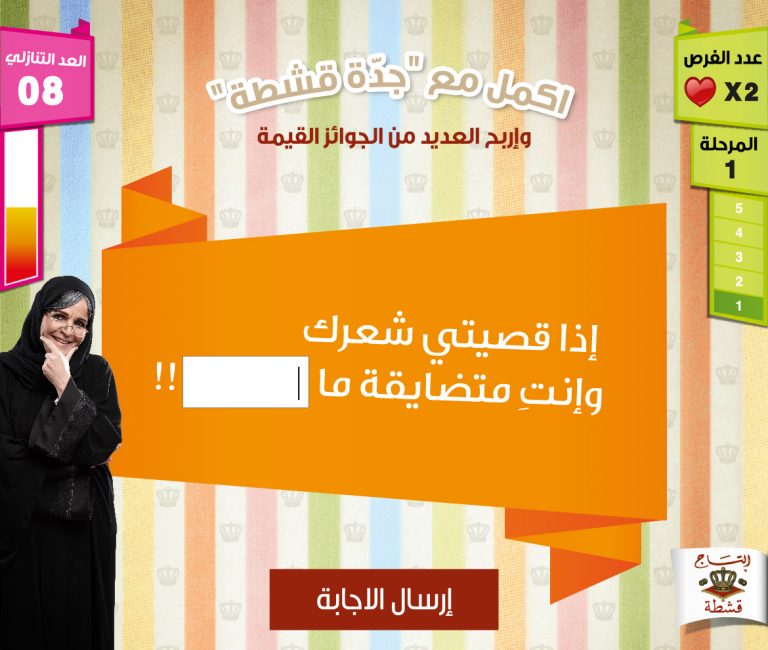 العد التنازلي
08
اكمل مع "جدّة قشطة"
وإربح العديد من الجوائز القيمة
عدد الفرص
X2
المرحلة
1
5
4
3
2
1
إذا قصيتي شعرك
وإنتِ متضايقة ما !!
إرسال الاجابة
التاج
قشطة